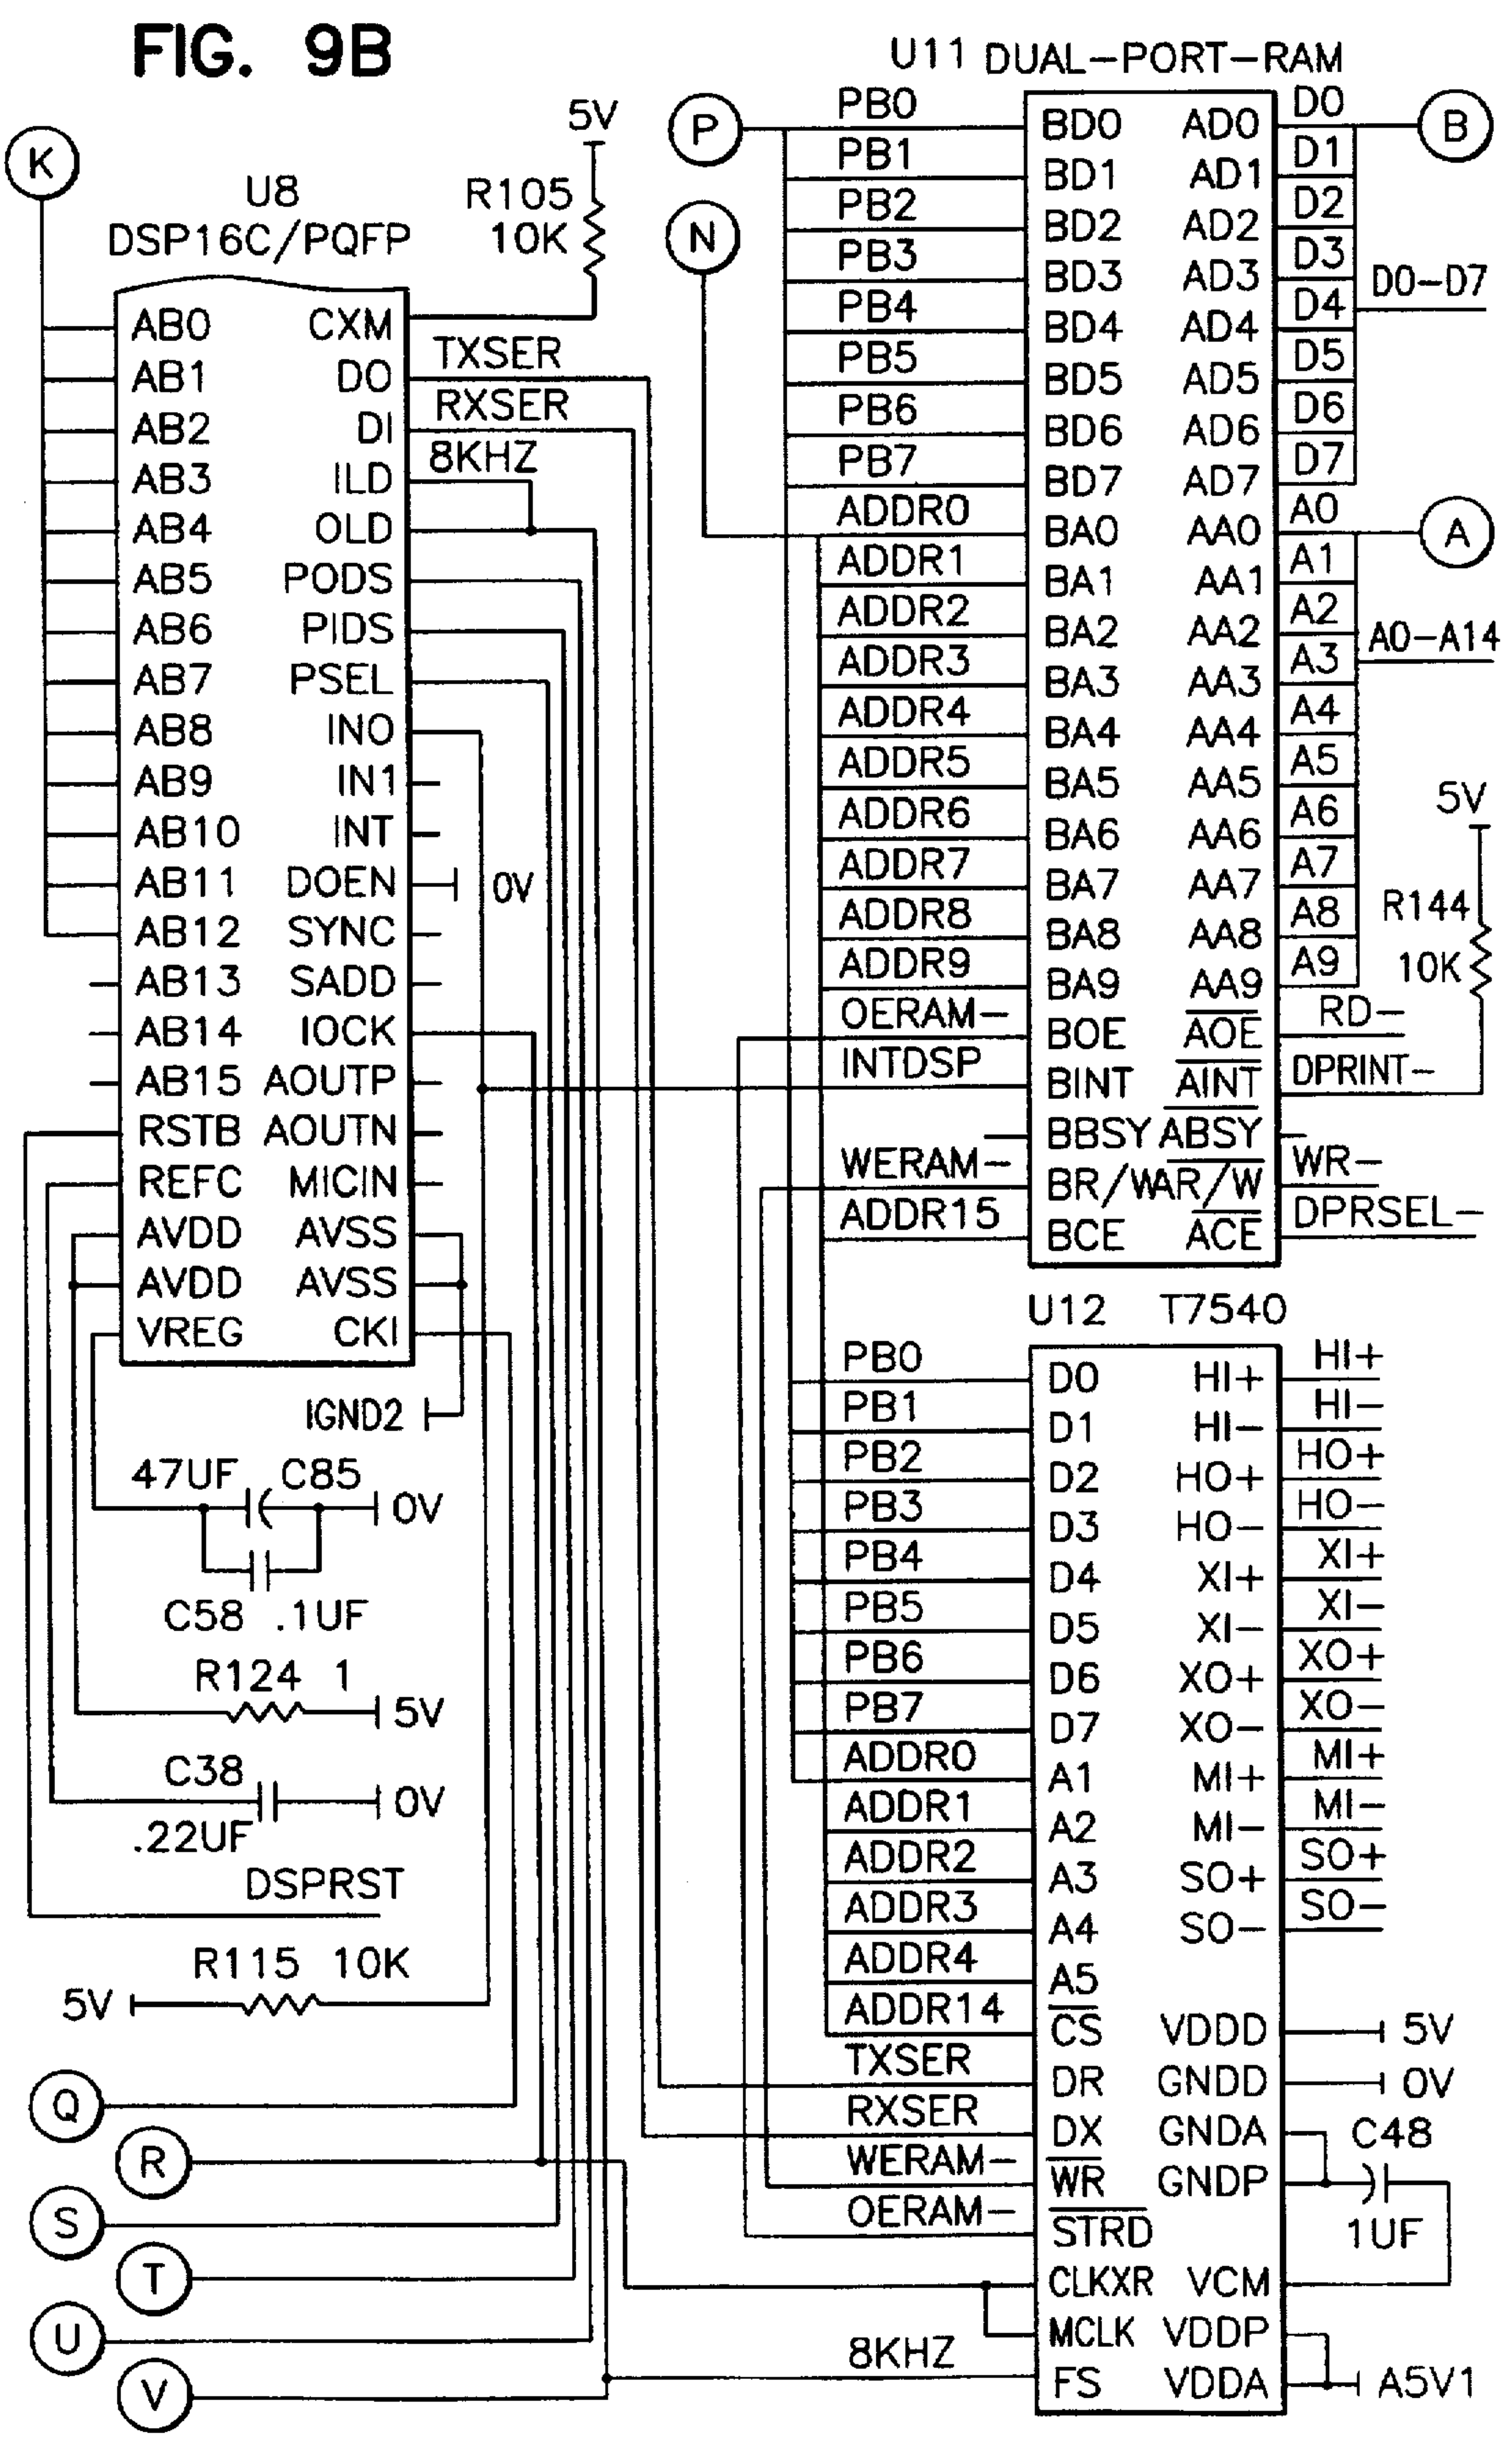 FIG. 9B
K
U8
DSP16C/PQFP
5V
R105
10K
AB0 CXM
AB1 DO TXSER
AB2 DI RXSER
AB3 ILD 8KHZ
AB4 OLD
AB5 PODS
AB6 PIDS
AB7 PSEL
AB8 INO
AB9 IN1
AB10 INT
AB11 DOEN 0V
AB12 SYNC
AB13 SADD
AB14 IOCK
AB15 AOUTP
RSTB AOUTN
REFC MICIN
AVDD AVSS
AVDD AVSS
VREG CKI
IGND2
47UF C85
0V
C58 .1UF
R124 1
5V
C38
0V
.22UF
DSPRST
R115 10K
5V
Q
R
S
T
U
V
U11 DUAL-PORT-RAM
P
N
PB0 BD0 AD0 D0 B
PB1 BD1 AD1 D1
PB2 BD2 AD2 D2
PB3 BD3 AD3 D3
D0-D7
PB4 BD4 AD4 D4
PB5 BD5 AD5 D5
PB6 BD6 AD6 D6
PB7 BD7 AD7 D7
ADDR0 BA0 AA0 A0 A
ADDR1 BA1 AA1 A1
ADDR2 BA2 AA2 A2
A0-A14
ADDR3 BA3 AA3 A3
ADDR4 BA4 AA4 A4
ADDR5 BA5 AA5 A5
ADDR6 BA6 AA6 A6
ADDR7 BA7 AA7 A7
ADDR8 BA8 AA8 A8
ADDR9 BA9 AA9 A9
5V
R144
10K
OERAM- BOE AOE RD-
INTDSP BINT AINT DPRINT-
BBSY ABSY
WERAM- BR/W AR/W WR-
ADDR15 BCE ACE DPRSEL-
U12 T7540
PB0 D0 HI+ HI+
PB1 D1 HI- HI-
PB2 D2 HO+ HO+
PB3 D3 HO- HO-
PB4 D4 XI+ XI+
PB5 D5 XI- XI-
PB6 D6 XO+ XO+
PB7 D7 XO- XO-
ADDR0 A1 MI+ MI+
ADDR1 A2 MI- MI-
ADDR2 A3 SO+ SO+
ADDR3 A4 SO- SO-
ADDR4 A5
ADDR14 CS VDDD 5V
TXSER DR GNDD 0V
RXSER DX GNDA C48
WERAM- WR GNDP
OERAM- STRD 1UF
CLKXR VCM
MCLK VDDP
8KHZ FS VDDA A5V1